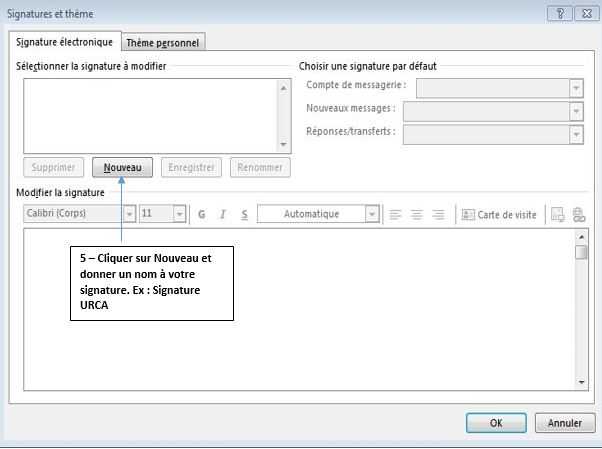 Signatures et thème
Signature électronique
Thème personnel
Sélectionner la signature à modifier
Choisir une signature par défaut
Compte de messagerie :
Nouveaux messages :
Réponses/transferts :
Supprimer
Nouveau
Enregistrer
Renommer
Modifier la signature
Calibri (Corps)
11
G
I
S
Automatique
Carte de visite
5 – Cliquer sur Nouveau et
donner un nom à votre
signature. Ex : Signature
URCA
OK
Annuler